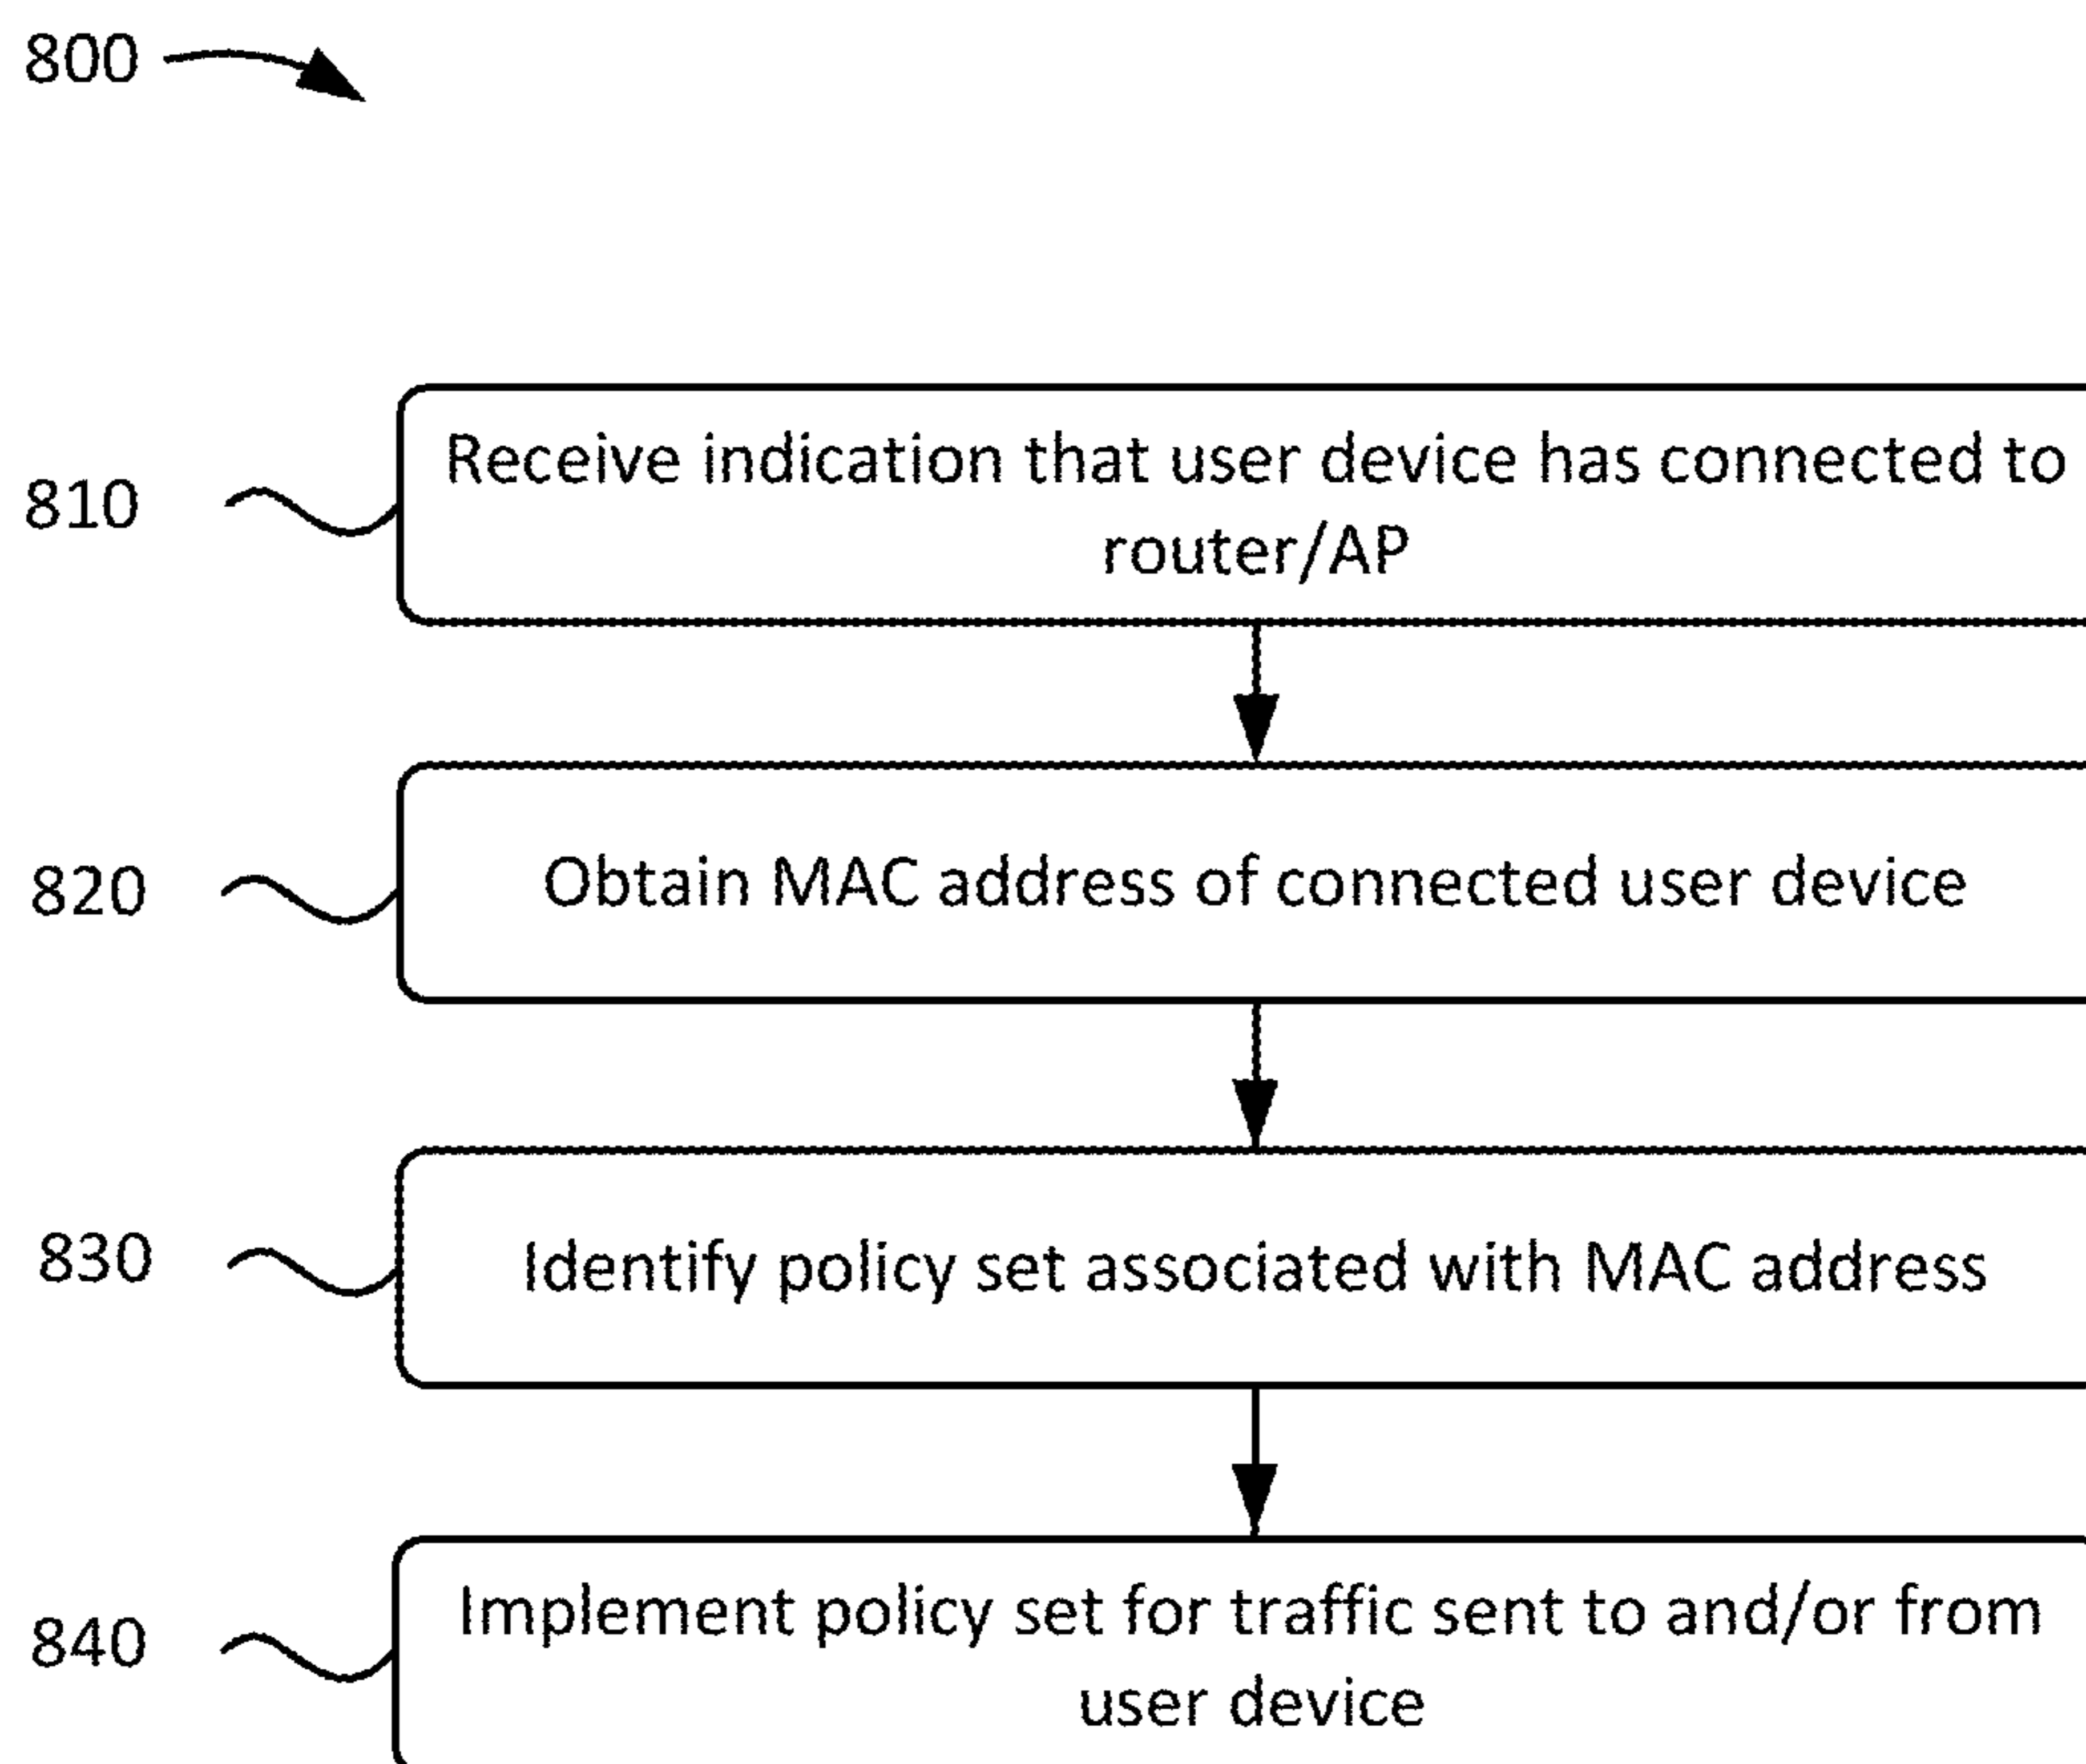 800
810
Receive indication that user device has connected to
router/AP
820
Obtain MAC address of connected user device
830
Identify policy set associated with MAC address
840
Implement policy set for traffic sent to and/or from
user device